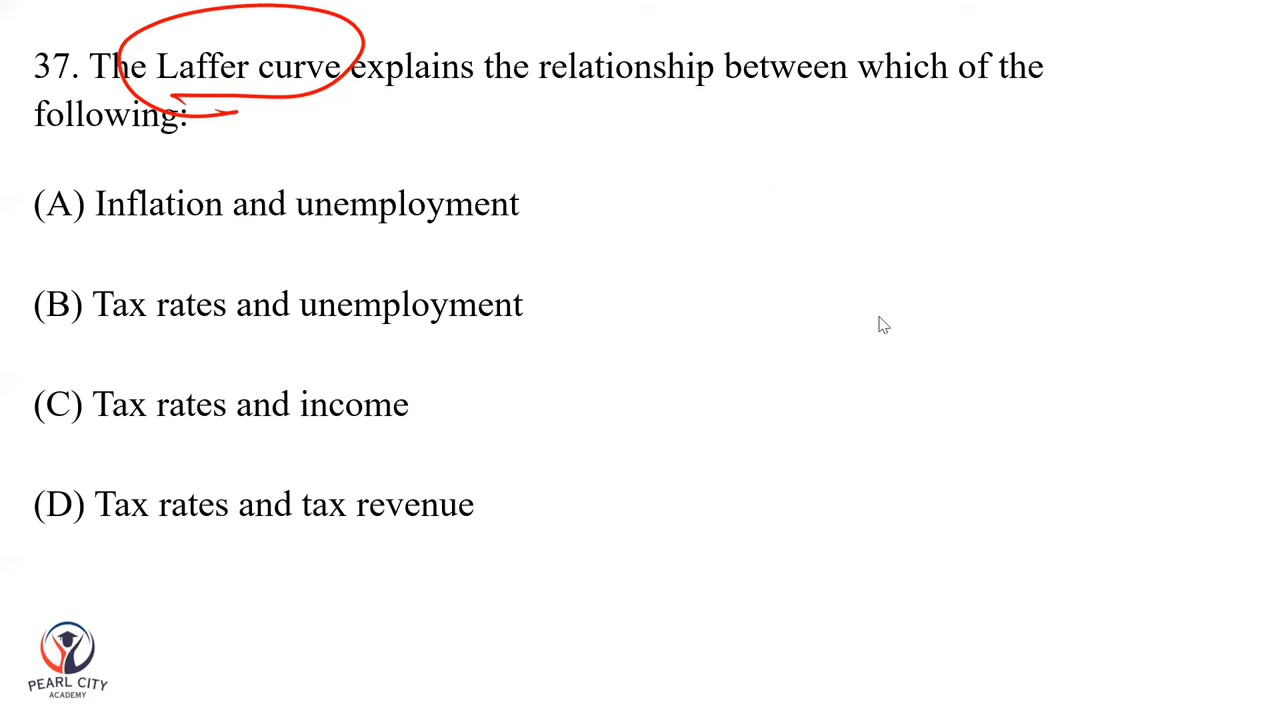 37. The Laffer curve explains the relationship between which of the
following:
(A) Inflation and unemployment
(B) Tax rates and unemployment
(C) Tax rates and income
(D) Tax rates and tax revenue
PEARL CITY
ACADEMY